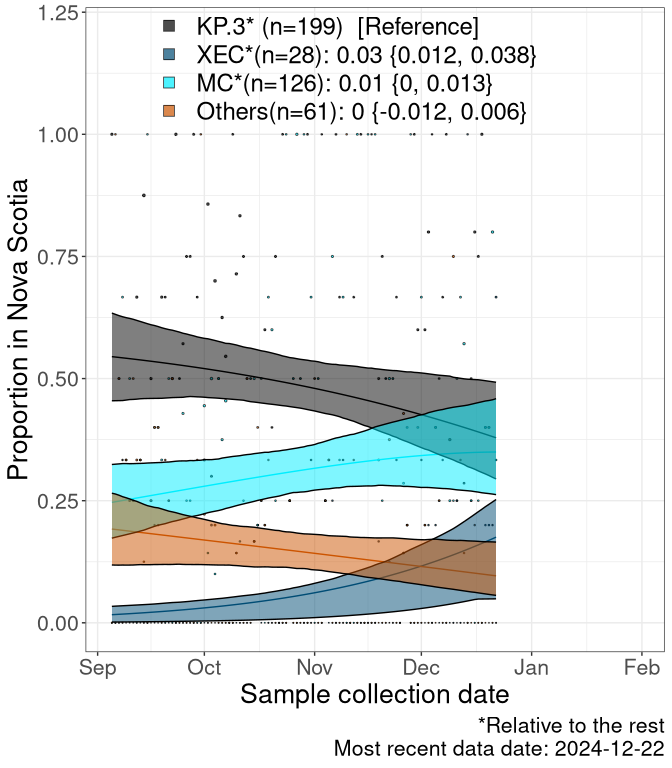 KP.3* (n=199)  [Reference]
XEC*(n=28): 0.03 {0.012, 0.038}
MC*(n=126): 0.01 {0, 0.013}
Others(n=61): 0 {-0.012, 0.006}
1.25
1.00
0.75
0.50
0.25
0.00
Proportion in Nova Scotia
Sep Oct Nov Dec Jan Feb
Sample collection date
*Relative to the rest
Most recent data date: 2024-12-22